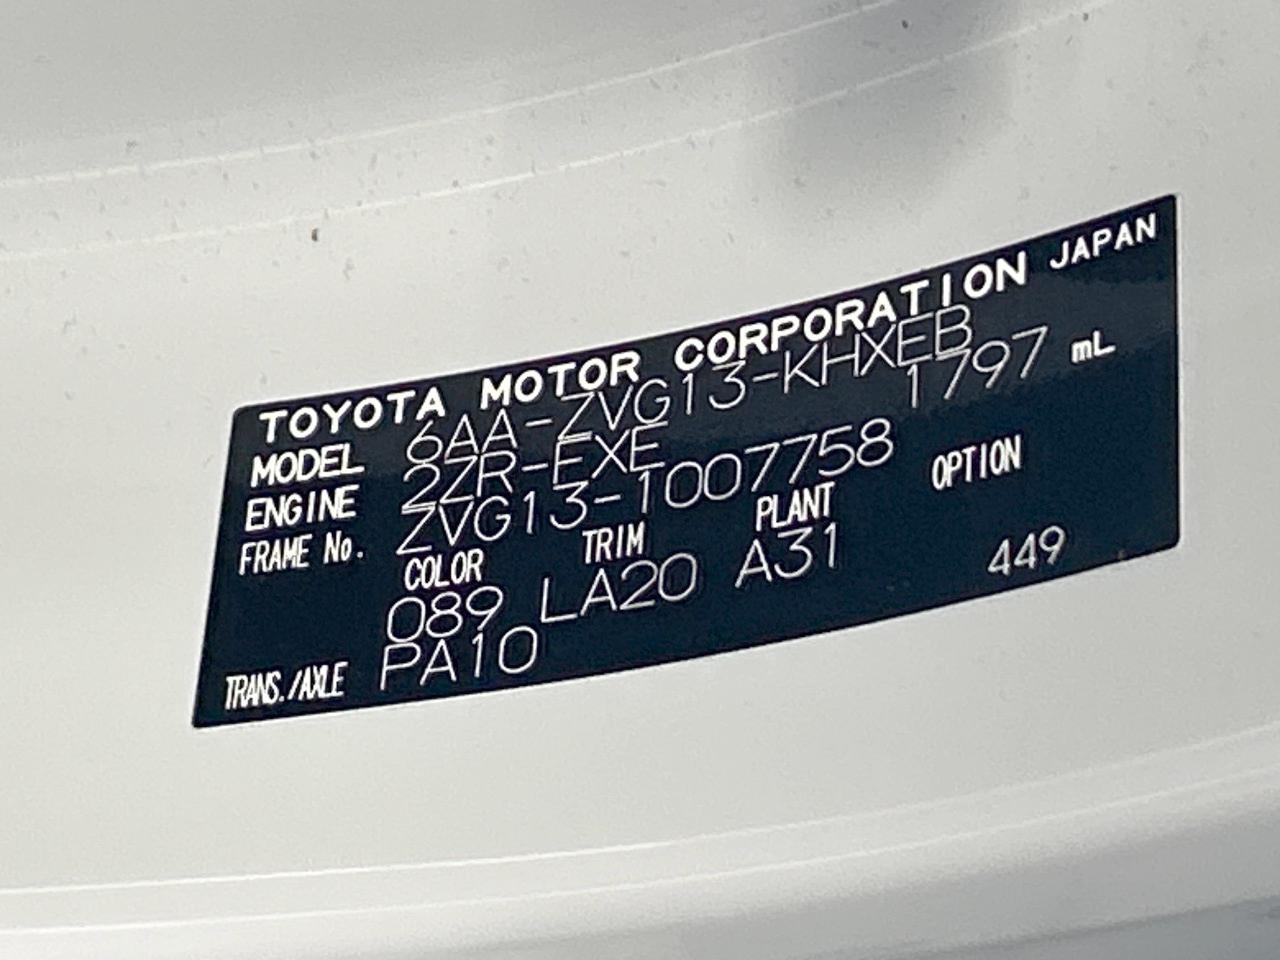 TOYOTA MOTOR CORPORATION JAPAN
MODEL 6AA-ZVG13-KHXEB
ENGINE 2ZR-FXE 1797 mL
FRAME No. ZVG13-1007758
COLOR TRIM PLANT OPTION
089 LA20 A31 449
TRANS./AXLE PA10